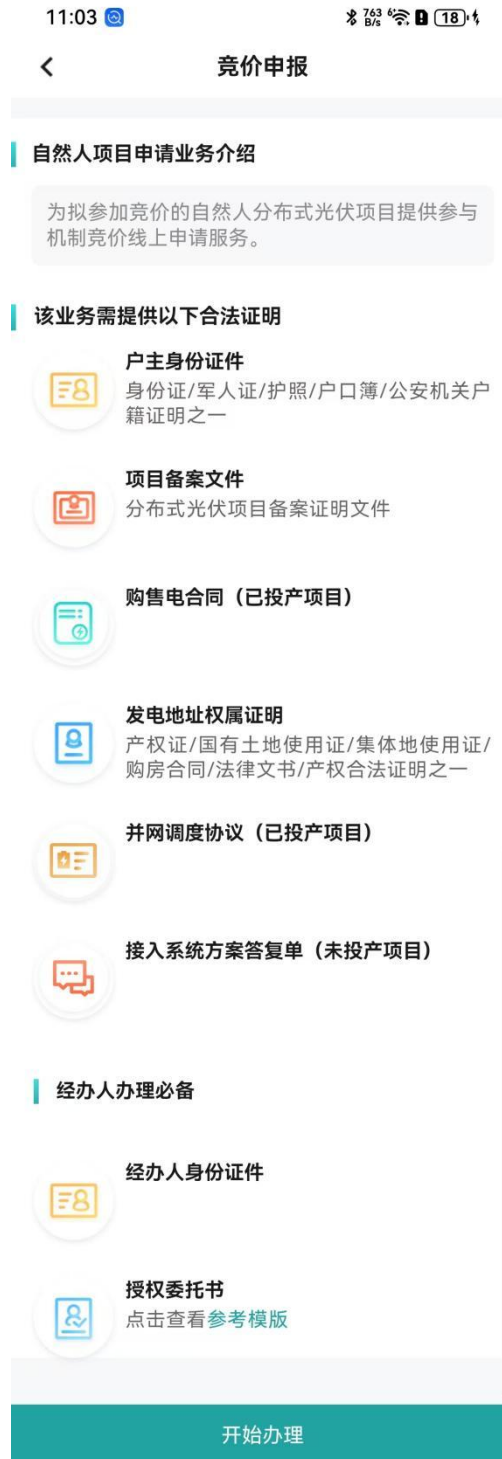 11:03
763 B/s 6 18
竞价申报
自然人项目申请业务介绍
为拟参加竞价的自然人分布式光伏项目提供参与
机制竞价线上申请服务。
该业务需提供以下合法证明
户主身份证件
身份证/军人证/护照/户口簿/公安机关户
籍证明之一
项目备案文件
分布式光伏项目备案证明文件
购售电合同（已投产项目）
发电地址权属证明
产权证/国有土地使用证/集体地使用证/
购房合同/法律文书/产权合法证明之一
并网调度协议（已投产项目）
接入系统方案答复单（未投产项目）
经办人办理必备
经办人身份证件
授权委托书
点击查看参考模版
开始办理